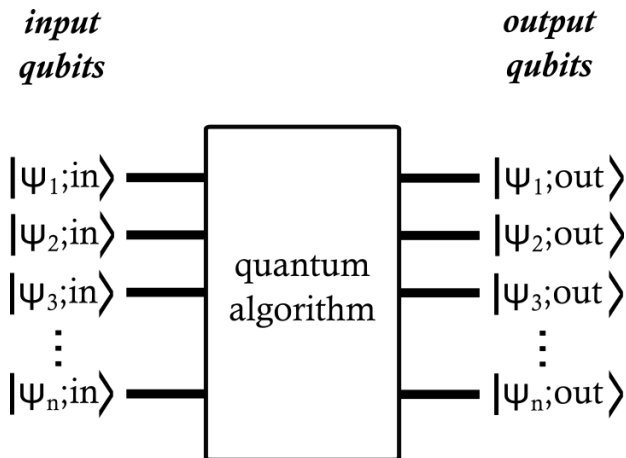 input output
qubits qubits
|ψ₁;in⟩ |ψ₁;out⟩
|ψ₂;in⟩ |ψ₂;out⟩
quantum
|ψ₃;in⟩ algorithm |ψ₃;out⟩
⋮ ⋮
|ψₙ;in⟩ |ψₙ;out⟩